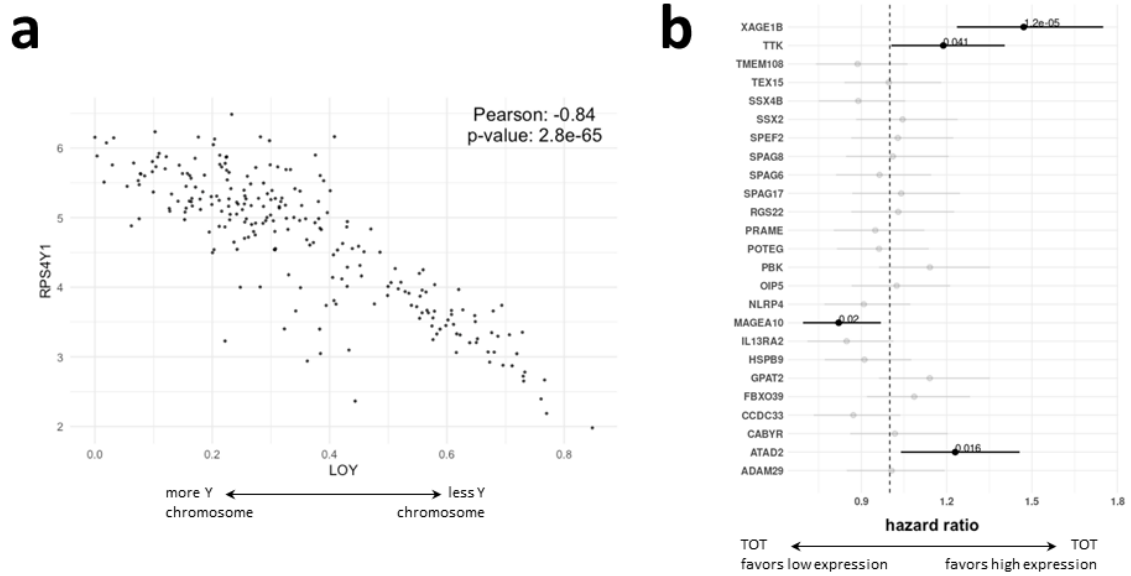 a
Pearson: -0.84
p-value: 2.8e-65
RPS4Y1
6
5
4
3
2
0.0 0.2 0.4 0.6 0.8
LOY
more Y less Y
chromosome chromosome
b
XAGE1B 1.2e-05
TTK 0.041
TMEM108
TEX15
SSX4B
SSX2
SPEF2
SPAG8
SPAG6
SPAG17
RGS22
PRAME
POTEG
PBK
OIP5
NLRP4
MAGEA10 0.02
IL13RA2
HSPB9
GPAT2
FBXO39
CCDC33
CABYR
ATAD2 0.016
ADAM29
0.9 1.2 1.5 1.8
hazard ratio
TOT TOT
favors low expression favors high expression